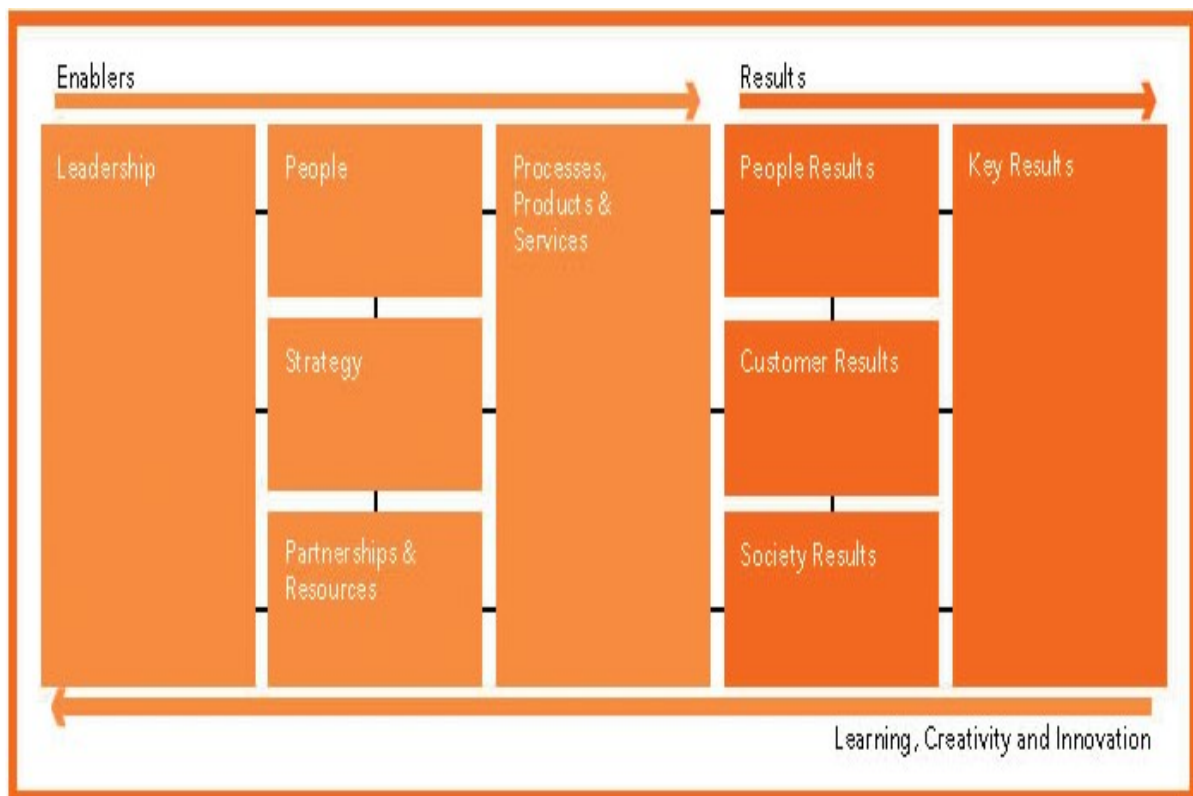 Enablers
Results
Leadership
People
Processes,
Products &
Services
People Results
Key Results
Strategy
Customer Results
Partnerships &
Resources
Society Results
Learning, Creativity and Innovation